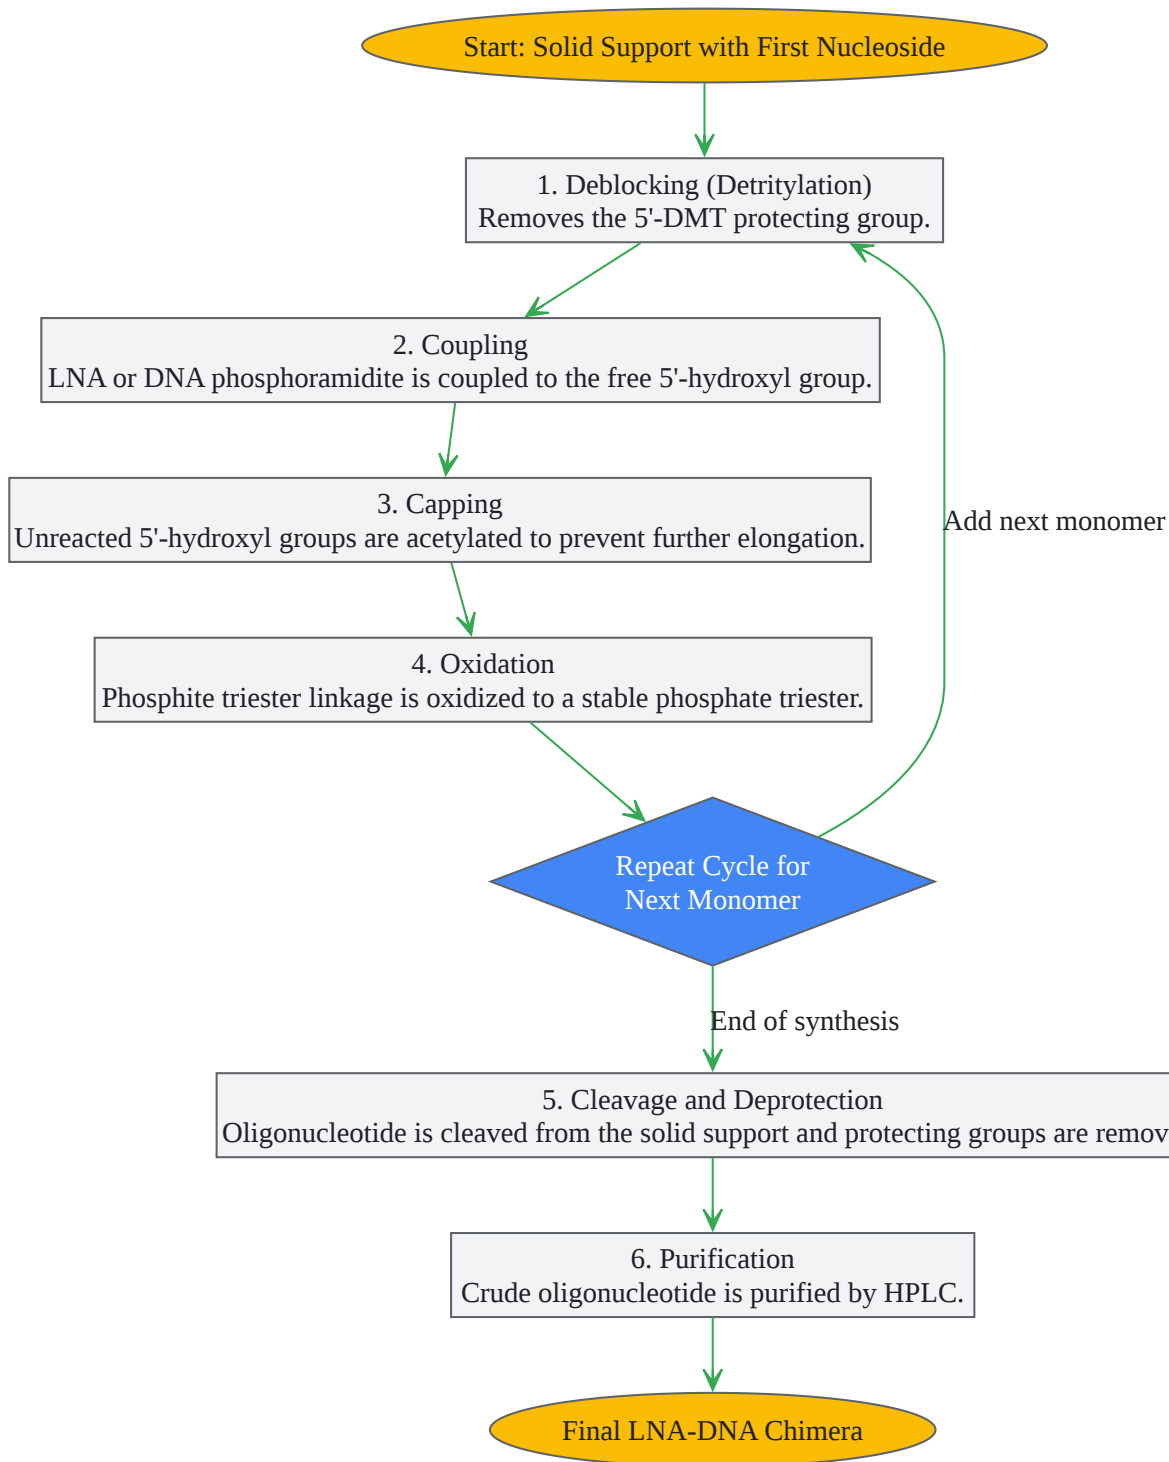 Start: Solid Support with First Nucleoside
1. Deblocking (Detritylation)
Removes the 5'-DMT protecting group.
2. Coupling
LNA or DNA phosphoramidite is coupled to the free 5'-hydroxyl group.
3. Capping
Unreacted 5'-hydroxyl groups are acetylated to prevent further elongation.
Add next monomer
4. Oxidation
Phosphite triester linkage is oxidized to a stable phosphate triester.
Repeat Cycle for
Next Monomer
End of synthesis
5. Cleavage and Deprotection
Oligonucleotide is cleaved from the solid support and protecting groups are remov
6. Purification
Crude oligonucleotide is purified by HPLC.
Final LNA-DNA Chimera